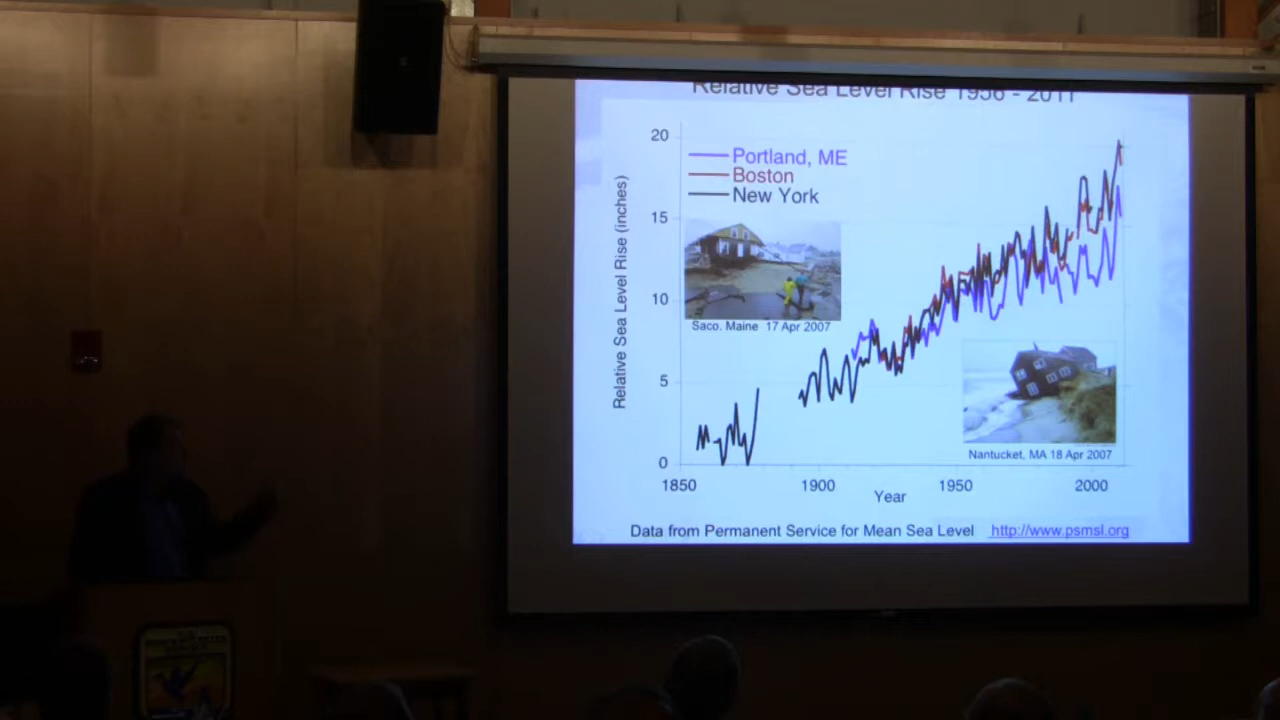 Relative Sea Level Rise 1956 - 2011
20
15
10
5
0
Relative Sea Level Rise (inches)
Portland, ME
Boston
New York
Saco. Maine 17 Apr 2007
Nantucket, MA 18 Apr 2007
1850 1900 1950 2000
Year
Data from Permanent Service for Mean Sea Level http://www.psmsl.org